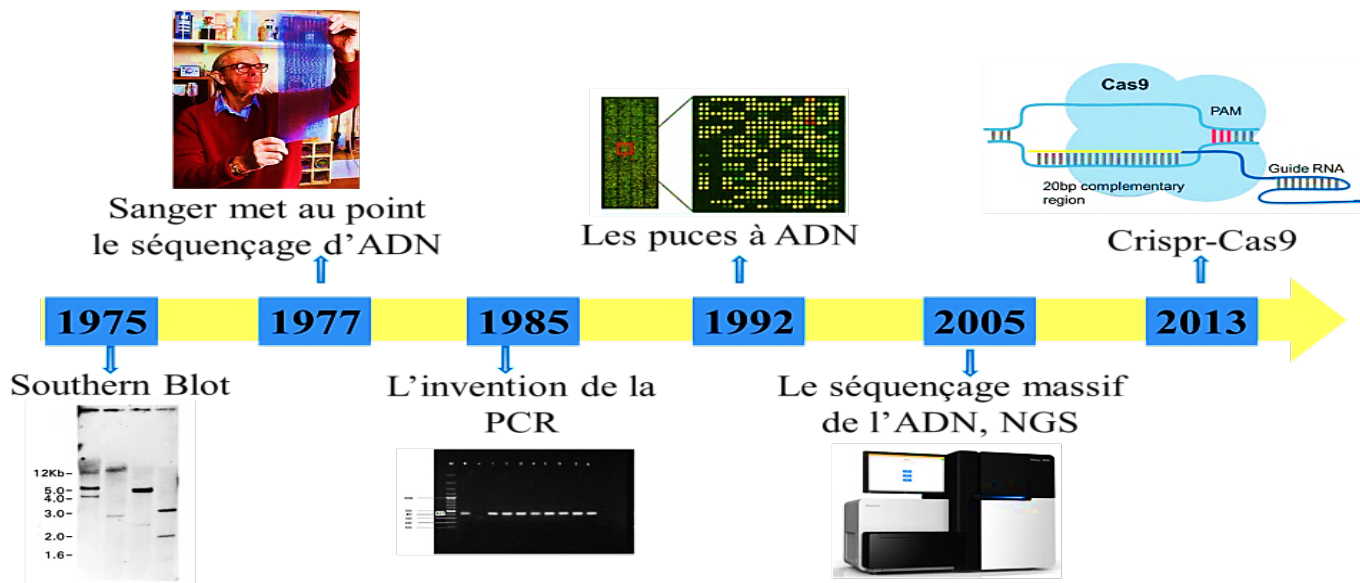 Cas9
PAM
Guide RNA
20bp complementary
region
Sanger met au point
le séquençage d’ADN
Les puces à ADN
Crispr-Cas9
1975
1977
1985
1992
2005
2013
Southern Blot
L’invention de la
PCR
Le séquençage massif
de l’ADN, NGS
12Kb-
5.0-
4.0-
3.0-
2.0-
1.6-